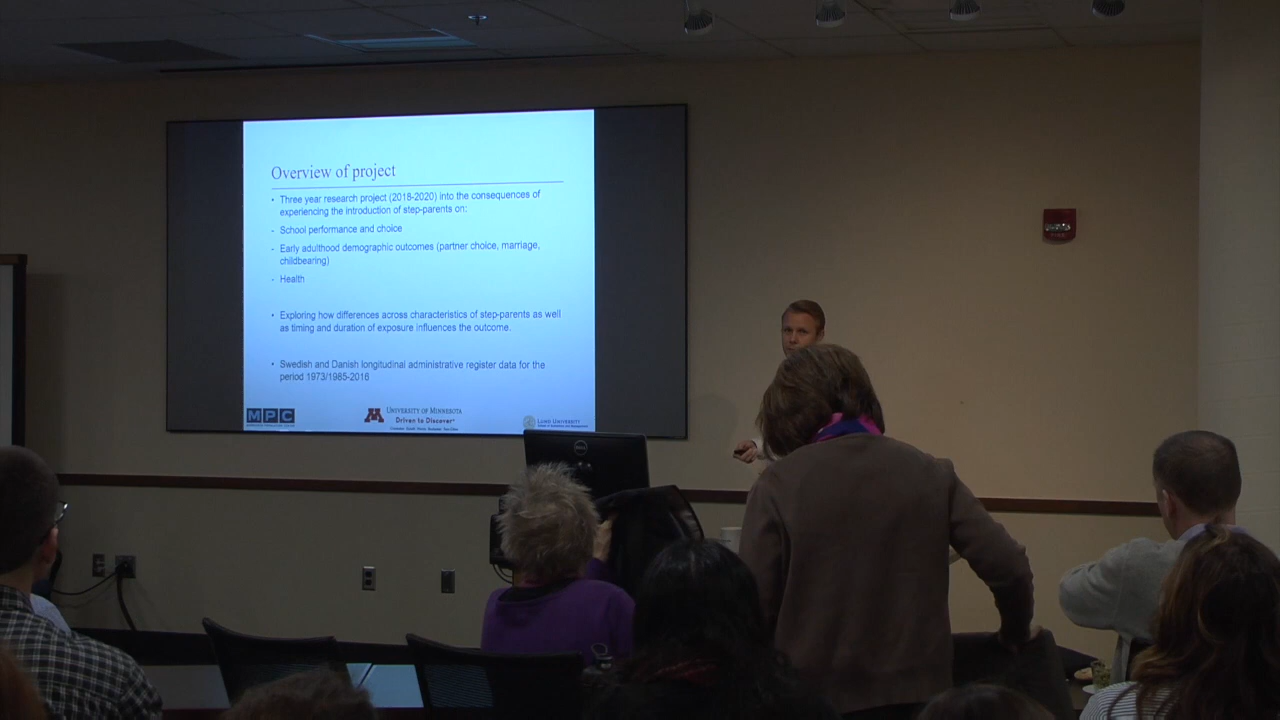 Overview of project
• Three year research project (2018-2020) into the consequences of
experiencing the introduction of step-parents on:
- School performance and choice
- Early adulthood demographic outcomes (partner choice, marriage,
childbearing)
- Health
• Exploring how differences across characteristics of step-parents as well
as timing and duration of exposure influences the outcome.
• Swedish and Danish longitudinal administrative register data for the
period 1973/1985-2016
MPC
UNIVERSITY OF MINNESOTA
Driven to Discover
LUND UNIVERSITY
DELL